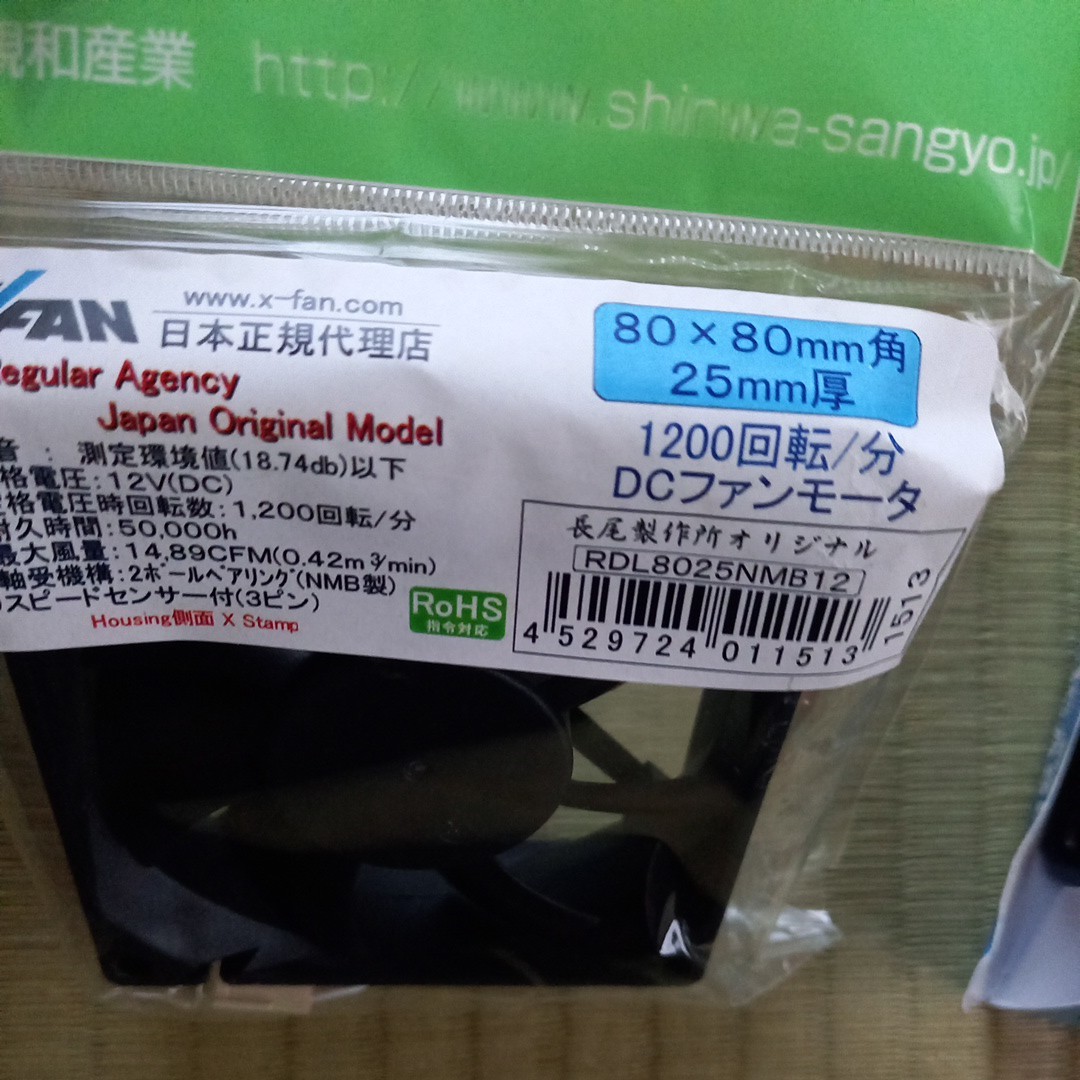 親和産業 http://www.shinwa-sangyo.jp/
X-FAN
www.x-fan.com
日本正規代理店
Regular Agency
Japan Original Model
音 : 測定環境値(18.74db)以下
格電圧:12V(DC)
定格電圧時回転数:1,200回転/分
耐久時間:50,000h
最大風量:14,89CFM(0.42m³/min)
軸受機構:2ボールベアリング(NMB製)
スピードセンサー付(3ピン)
Housing側面 X Stamp
RoHS
指令対応
80×80mm角
25mm厚
1200回転/分
DCファンモータ
長尾製作所オリジナル
RDL8025NMB12
4 529724 011513
1513